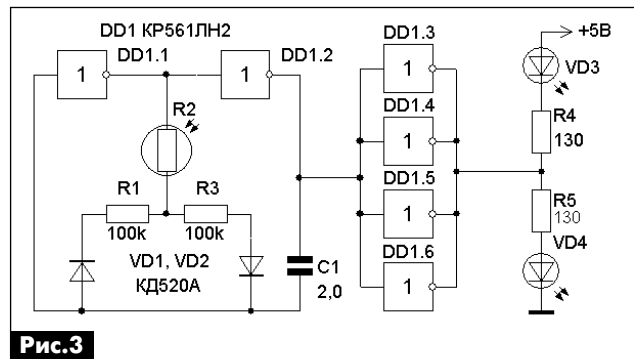 DD1 КР561ЛН2
DD1.1
DD1.2
DD1.3
DD1.4
DD1.5
DD1.6
1
1
1
1
1
1
R2
R1
100k
R3
100k
VD1, VD2
КД520А
C1
2,0
+5В
VD3
R4
130
R5
130
VD4
Рис.3